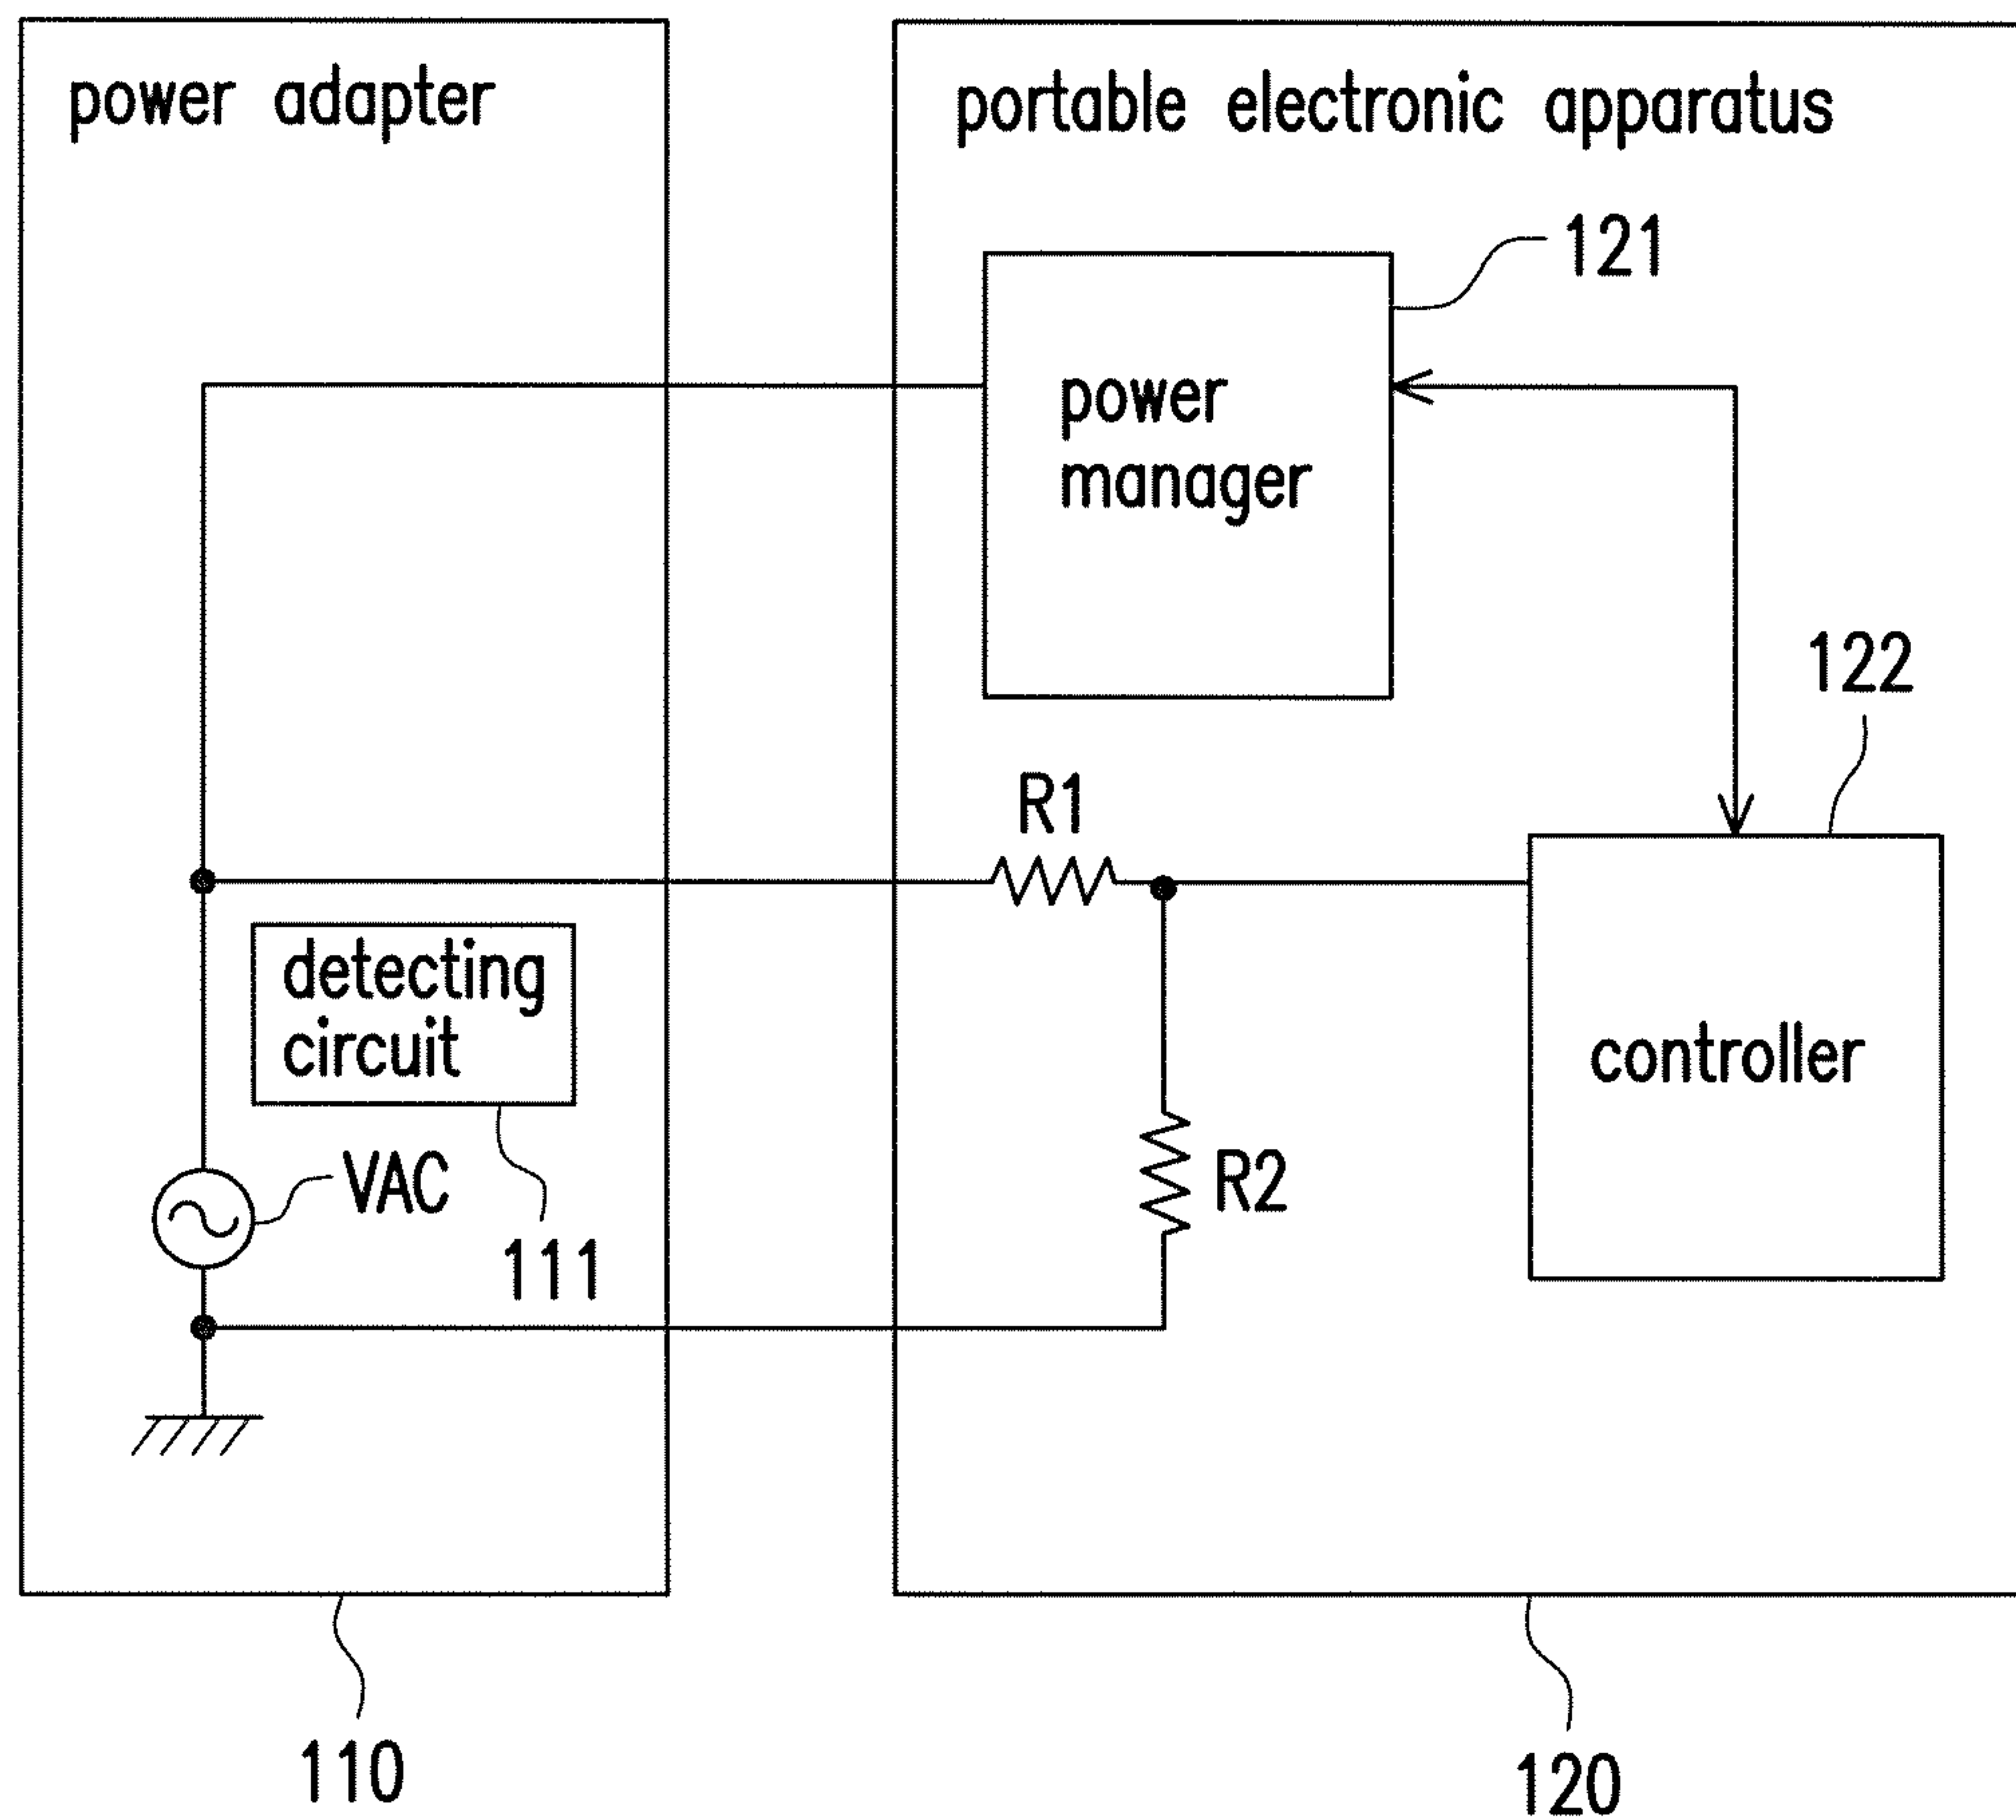 power adapter
portable electronic apparatus
121
power
manager
122
R1
detecting
circuit
controller
VAC
R2
111
110
120